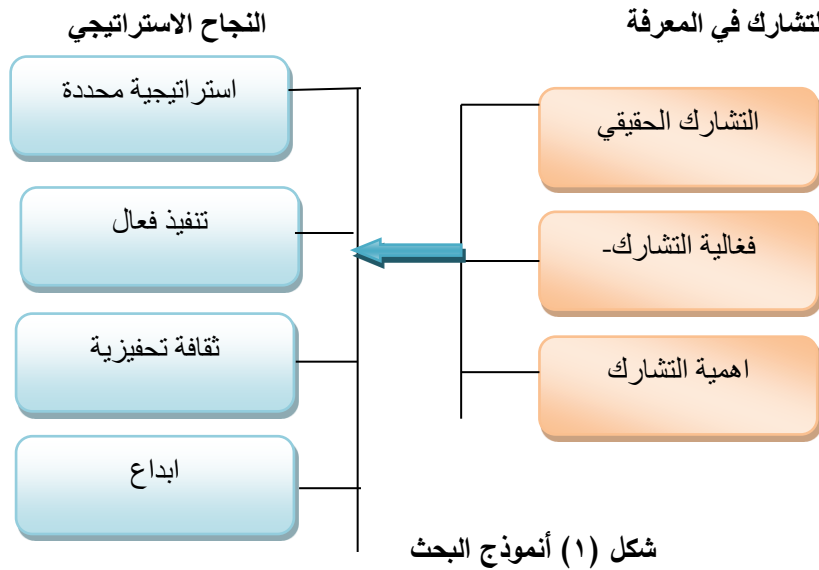 لتشارك في المعرفة
النجاح الاستراتيجي
التشارك الحقيقي
فغالية التشارك-
اهمية التشارك
استراتيجية محددة
تنفيذ فعال
ثقافة تحفيزية
ابداع
شكل (١) أنموذج البحث